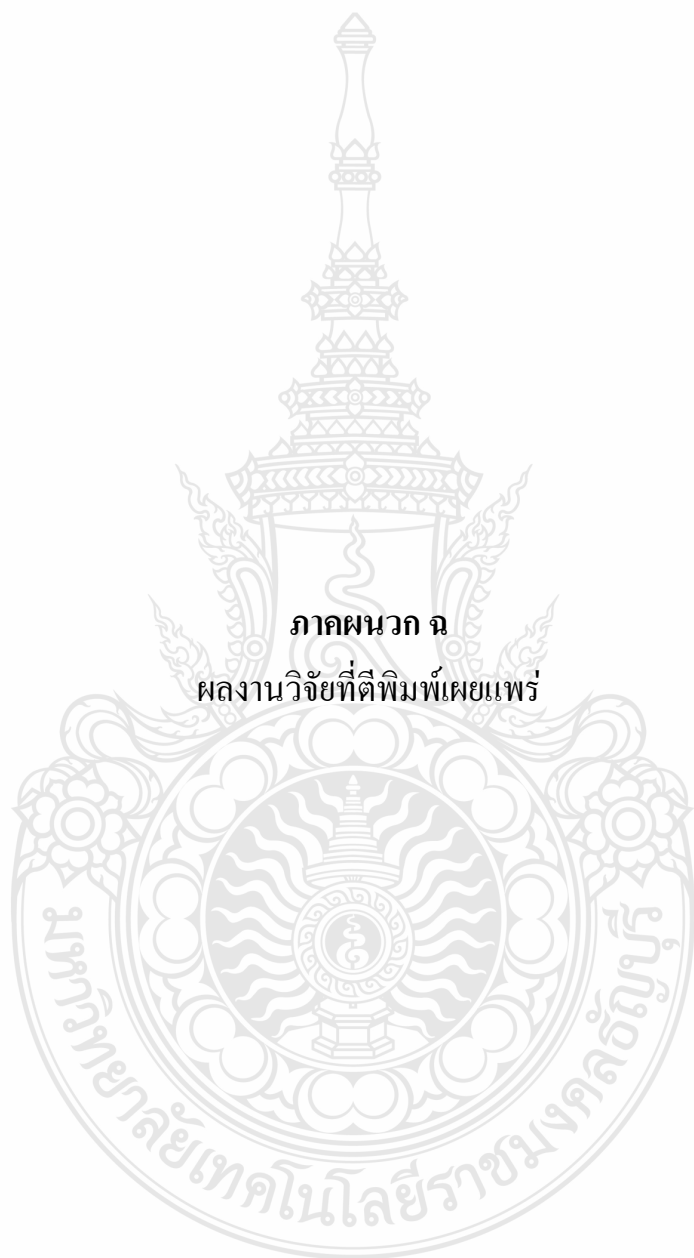 ภาคผนวก ฉ
ผลงานวิจัยที่ตีพิมพ์เผยแพร่
มหาวิทยาลัยเทคโนโลยีราชมงคลธัญบุรี